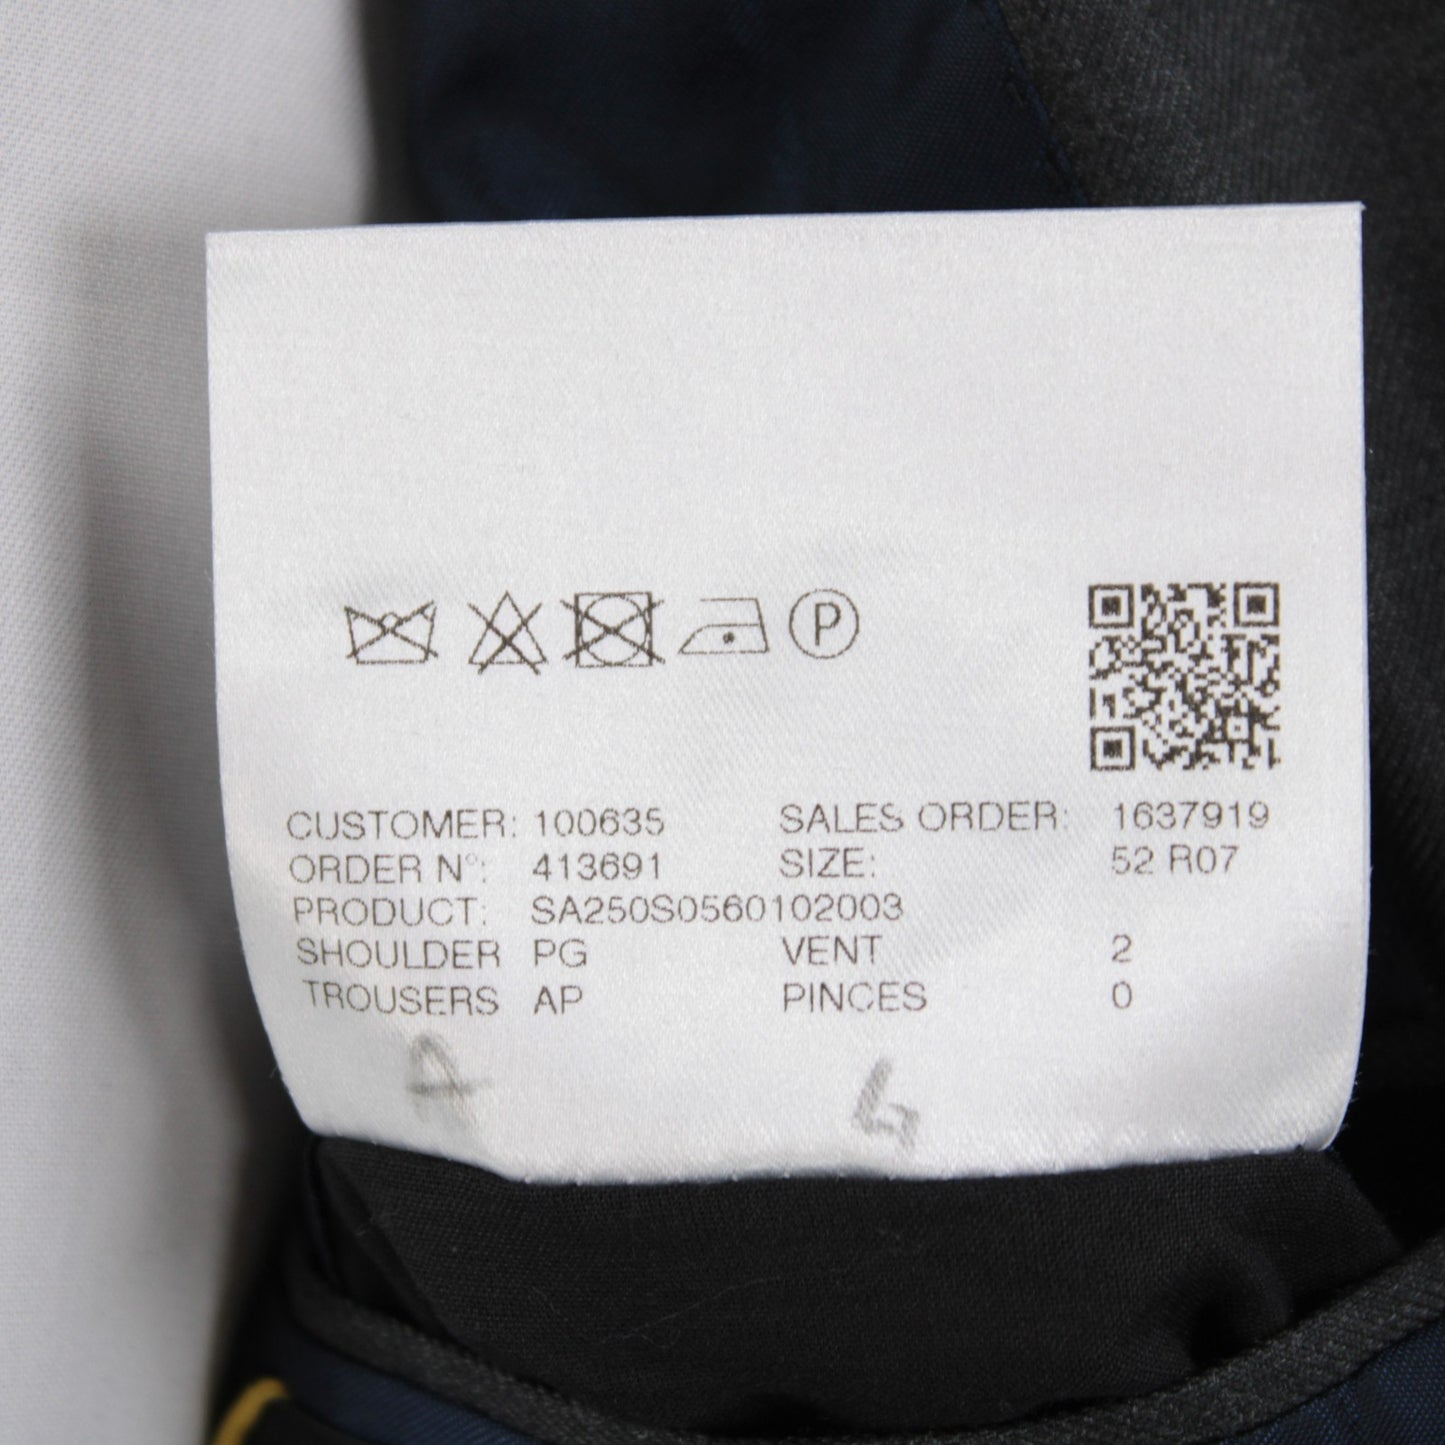 P
CUSTOMER: 100635 SALES ORDER: 1637919
ORDER N°: 413691 SIZE: 52 R07
PRODUCT: SA250S0560102003
SHOULDER PG VENT 2
TROUSERS AP PINCES 0
A 4